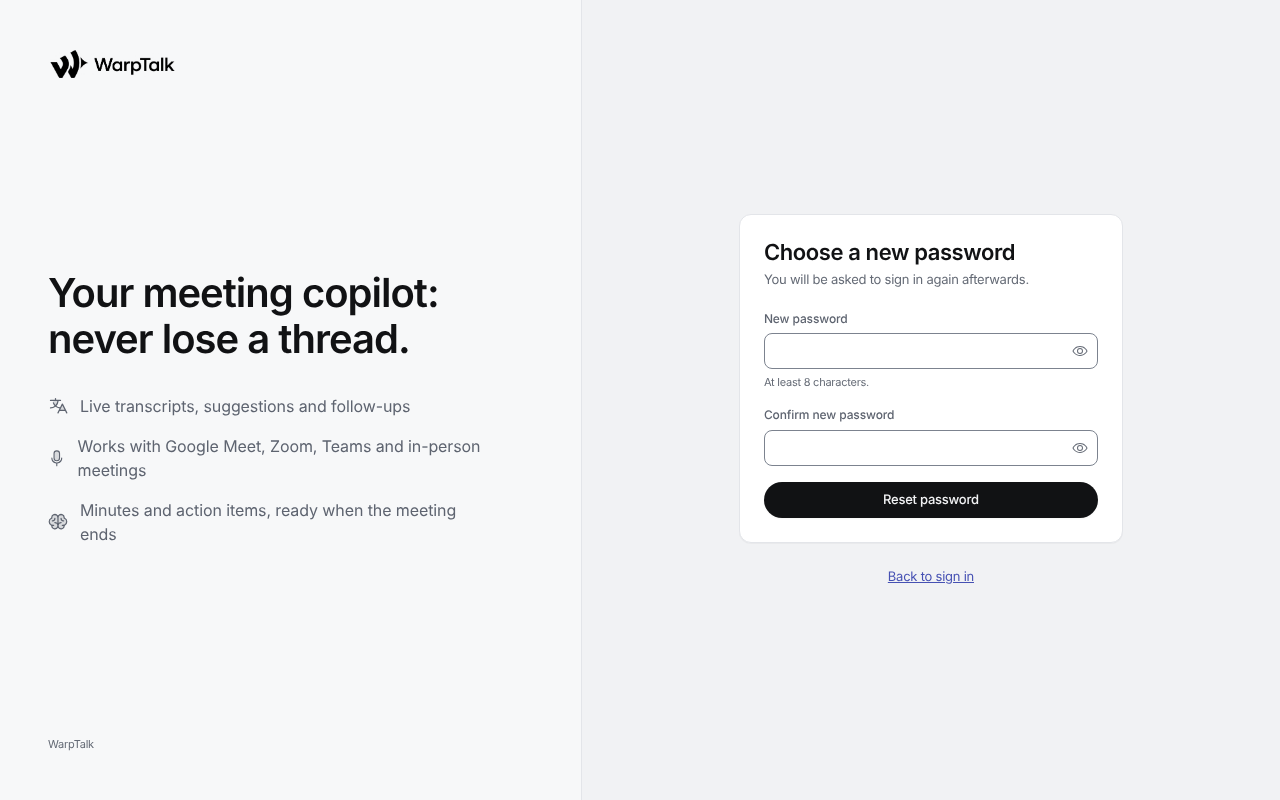 WarpTalk
Your meeting copilot:
never lose a thread.
Live transcripts, suggestions and follow-ups
Works with Google Meet, Zoom, Teams and in-person
meetings
Minutes and action items, ready when the meeting
ends
WarpTalk
Choose a new password
You will be asked to sign in again afterwards.
New password
At least 8 characters.
Confirm new password
Reset password
Back to sign in